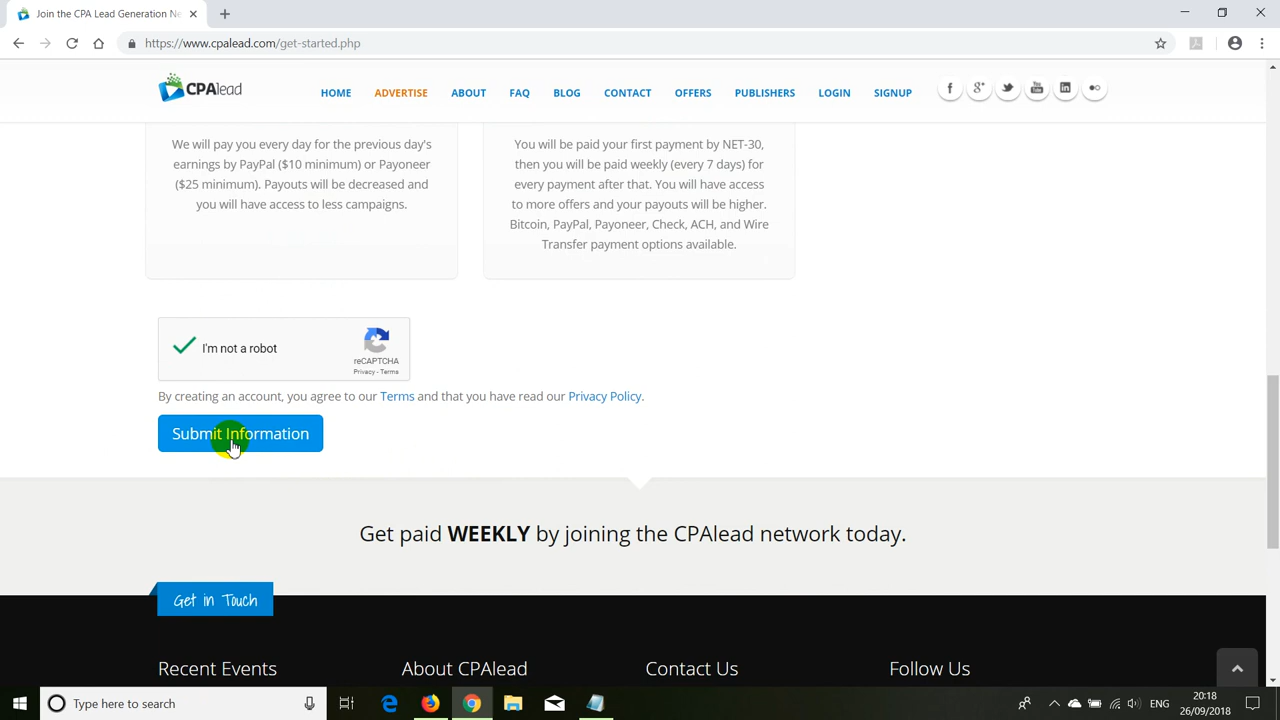 Join the CPA Lead Generation Ne
https://www.cpalead.com/get-started.php
CPAlead
HOME
ADVERTISE
ABOUT
FAQ
BLOG
CONTACT
OFFERS
PUBLISHERS
LOGIN
SIGNUP
We will pay you every day for the previous day's
earnings by PayPal ($10 minimum) or Payoneer
($25 minimum). Payouts will be decreased and
you will have access to less campaigns.
You will be paid your first payment by NET-30,
then you will be paid weekly (every 7 days) for
every payment after that. You will have access
to more offers and your payouts will be higher.
Bitcoin, PayPal, Payoneer, Check, ACH, and Wire
Transfer payment options available.
I'm not a robot
reCAPTCHA
Privacy - Terms
By creating an account, you agree to our Terms and that you have read our Privacy Policy.
Submit Information
Get paid WEEKLY by joining the CPAlead network today.
Get in Touch
Recent Events
About CPAlead
Contact Us
Follow Us
Type here to search
ENG
20:18
26/09/2018